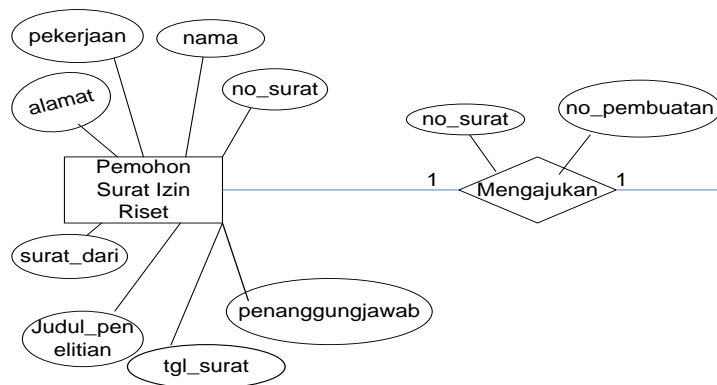 pekerjaan
nama
alamat
no_surat
no_surat
no_pembuatan
Pemohon
Surat Izin
Riset
1
Mengajukan
1
surat_dari
penanggungjawab
Judul_pen
elitian
tgl_surat